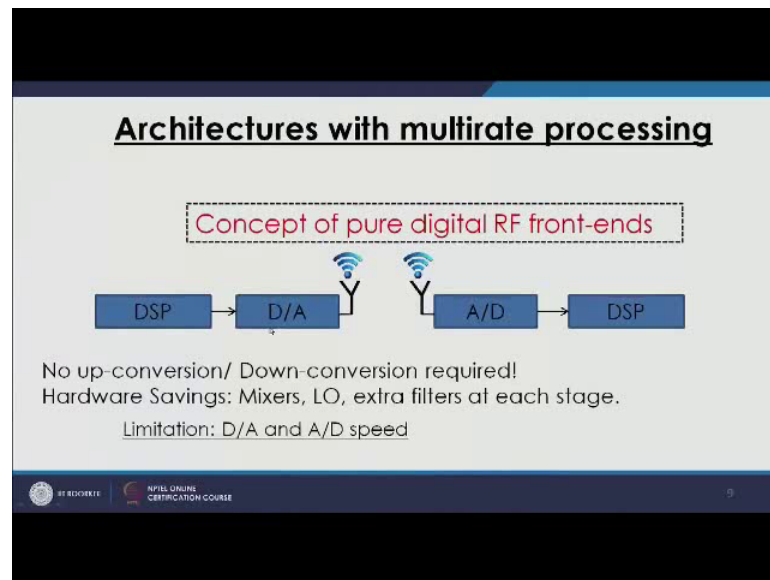 Architectures with multirate processing
Concept of pure digital RF front-ends
DSP
D/A
A/D
DSP
No up-conversion/ Down-conversion required!
Hardware Savings: Mixers, LO, extra filters at each stage.
Limitation: D/A and A/D speed
IIT ROORKEE
NPTEL ONLINE
CERTIFICATION COURSE
9